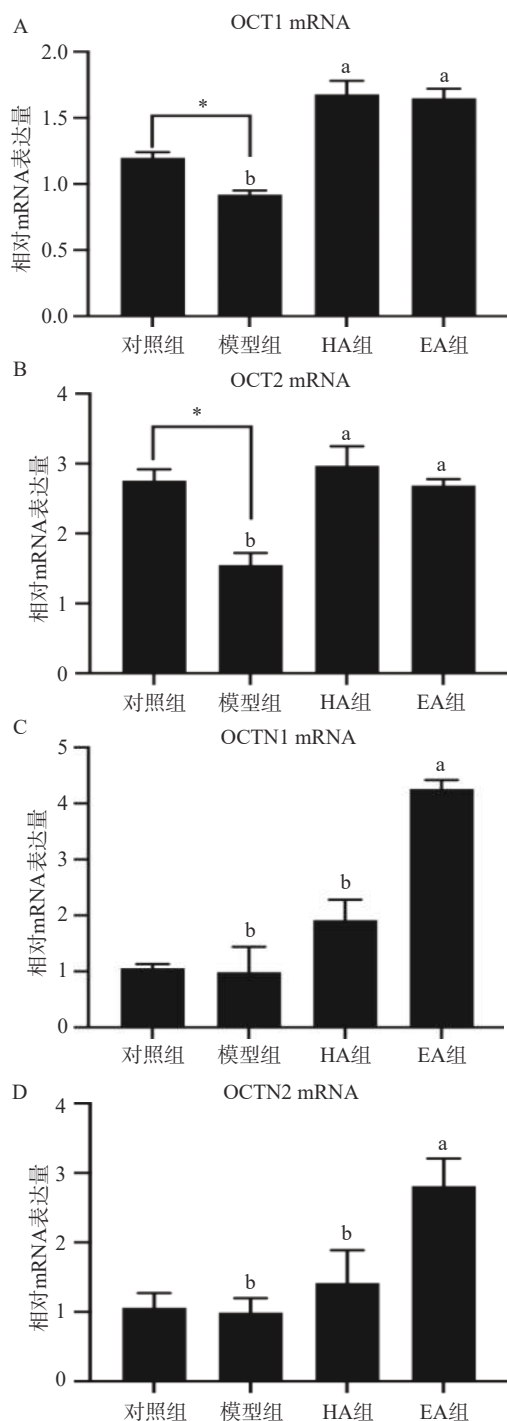 A
OCT1 mRNA
相对mRNA表达量
2.0
1.5
1.0
0.5
0.0
*
b
a
a
对照组 模型组 HA组 EA组
B
OCT2 mRNA
相对mRNA表达量
4
3
2
1
0
*
b
a
a
对照组 模型组 HA组 EA组
C
OCTN1 mRNA
相对mRNA表达量
5
4
3
2
1
0
b
b
a
对照组 模型组 HA组 EA组
D
OCTN2 mRNA
相对mRNA表达量
4
3
2
1
0
b
b
a
对照组 模型组 HA组 EA组